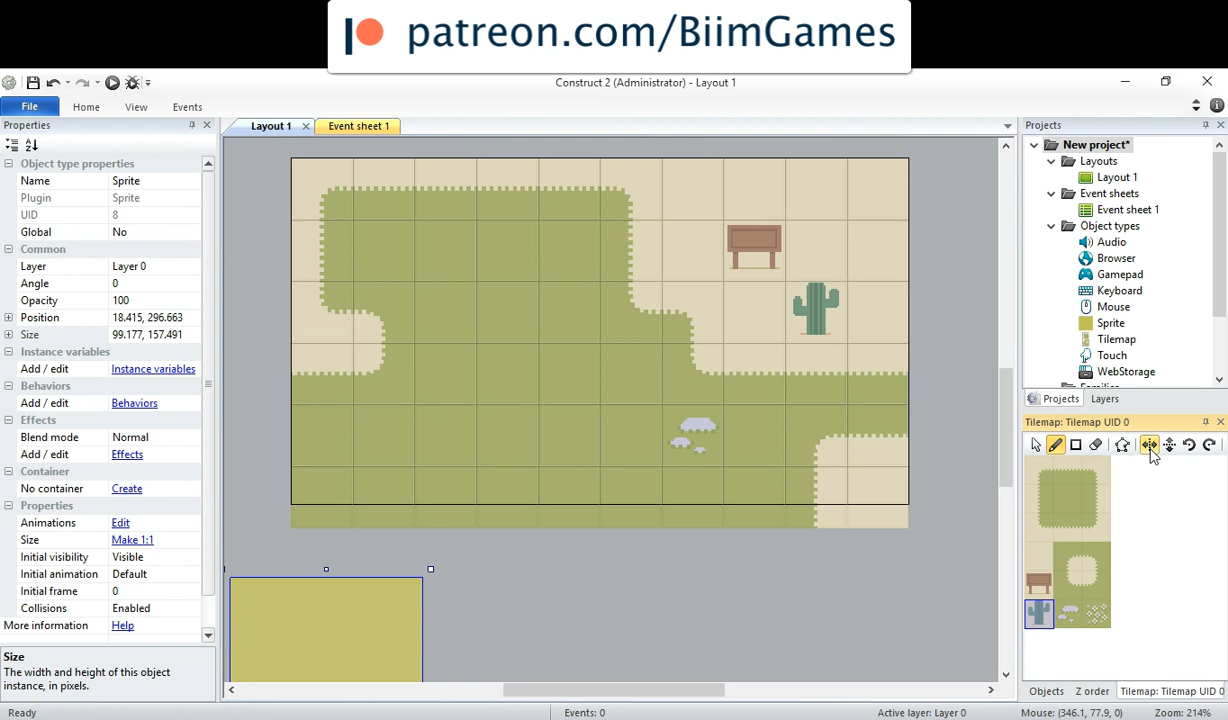 patreon.com/BiimGames
Construct 2 (Administrator) - Layout 1
File Home View Events
Properties
Layout 1
Event sheet 1
Projects
Object type properties
Name Sprite
Plugin Sprite
UID 8
Global No
Common
Layer Layer 0
Angle 0
Opacity 100
Position 18.415, 296.663
Size 99.177, 157.491
Instance variables
Add / edit Instance variables
Behaviors
Add / edit Behaviors
Effects
Blend mode Normal
Add / edit Effects
Container
No container Create
Properties
Animations Edit
Size Make 1:1
Initial visibility Visible
Initial animation Default
Initial frame 0
Collisions Enabled
More information Help
Size
The width and height of this object
instance, in pixels.
New project*
Layouts
Layout 1
Event sheets
Event sheet 1
Object types
Audio
Browser
Gamepad
Keyboard
Mouse
Sprite
Tilemap
Touch
WebStorage
Families
Projects Layers
Tilemap: Tilemap UID 0
Objects Z order Tilemap: Tilemap UID 0
Ready Events: 0 Active layer: Layer 0 Mouse: (346.1, 77.9, 0) Zoom: 214%